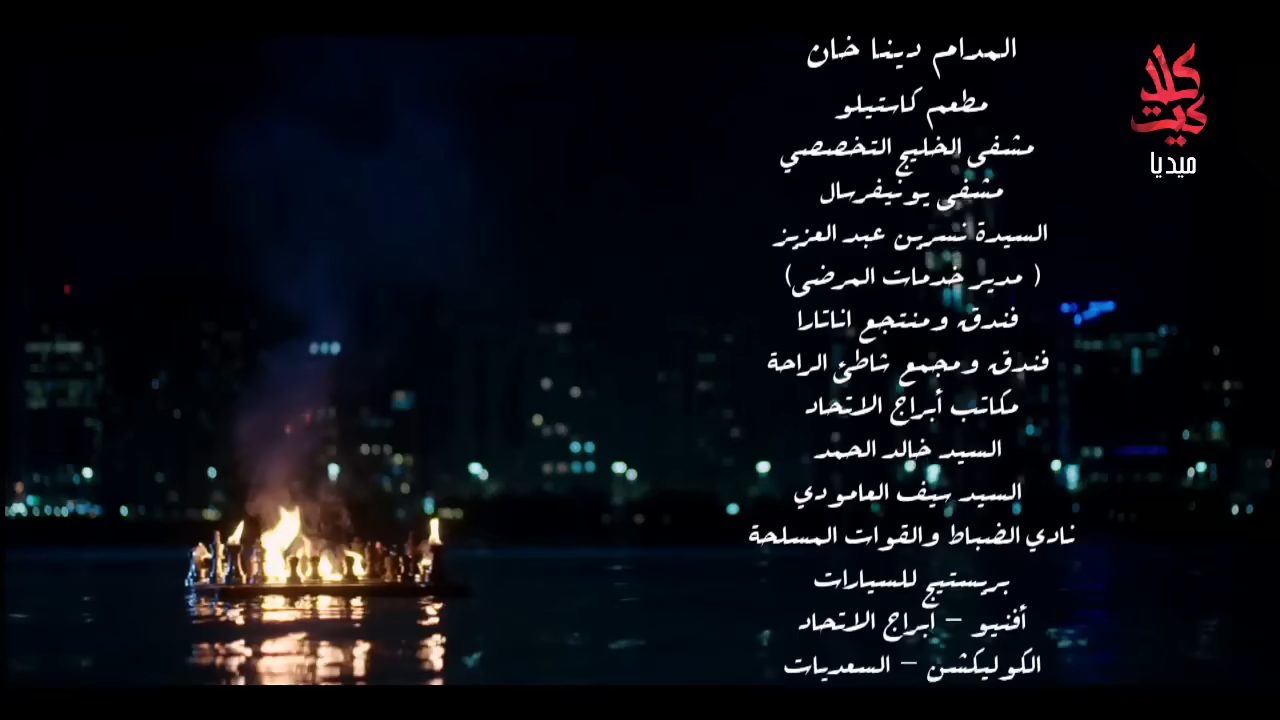 المدام دينا خان
مطعم كاستيلو
مشفى الخليج التخصصي
مشفى يونيفرسال
السيدة نسرين عبد العزيز
( مدير خدمات المرضى)
فندق ومنتجع اناتارا
فندق ومجمع شاطئ الراحة
مكاتب أبراج الاتحاد
السيد خالد الحمد
السيد سيف العامودي
نادي الضباط والقوات المسلحة
بريستيج للسيارات
أفنيو – ابراج الاتحاد
الكوليكشن – السعديات
كلاكيت
ميديا